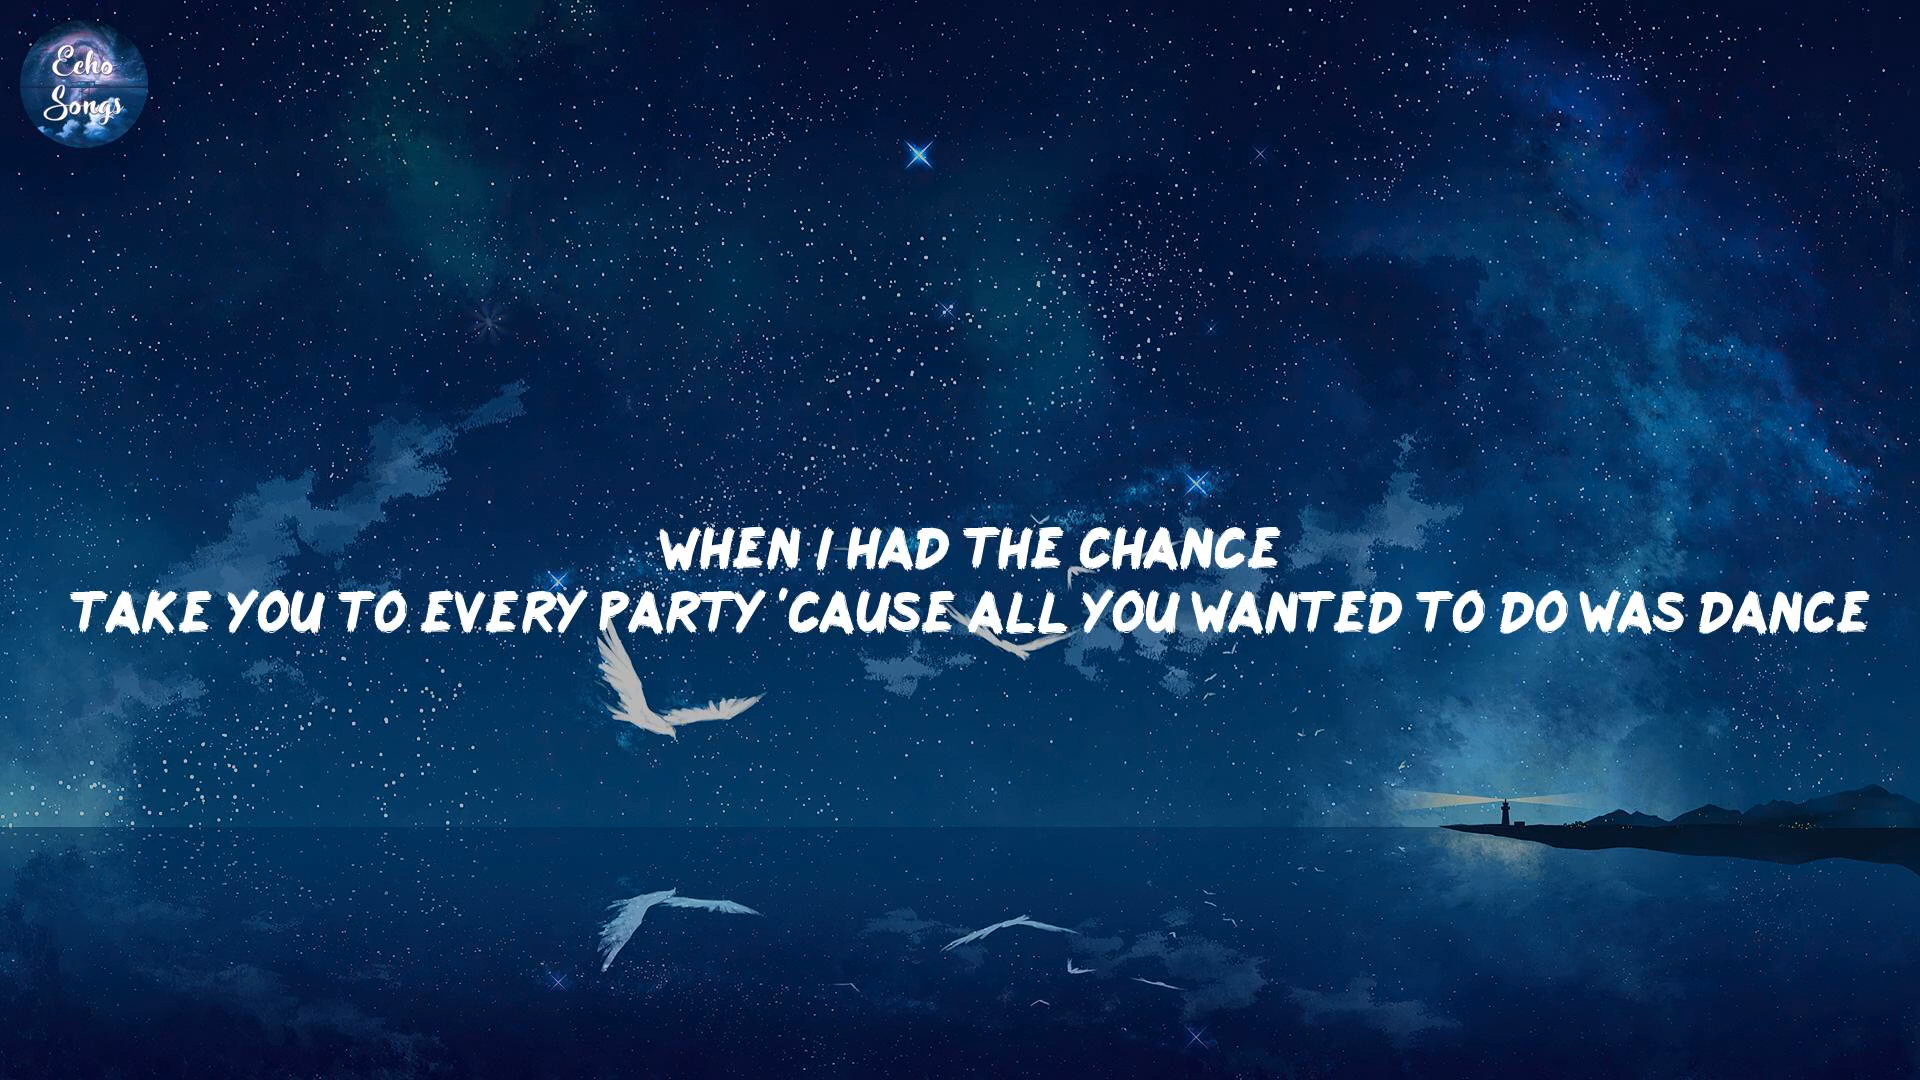 Echo
Songs
WHEN I HAD THE CHANCE
TAKE YOU TO EVERY PARTY 'CAUSE ALL YOU WANTED TO DO WAS DANCE